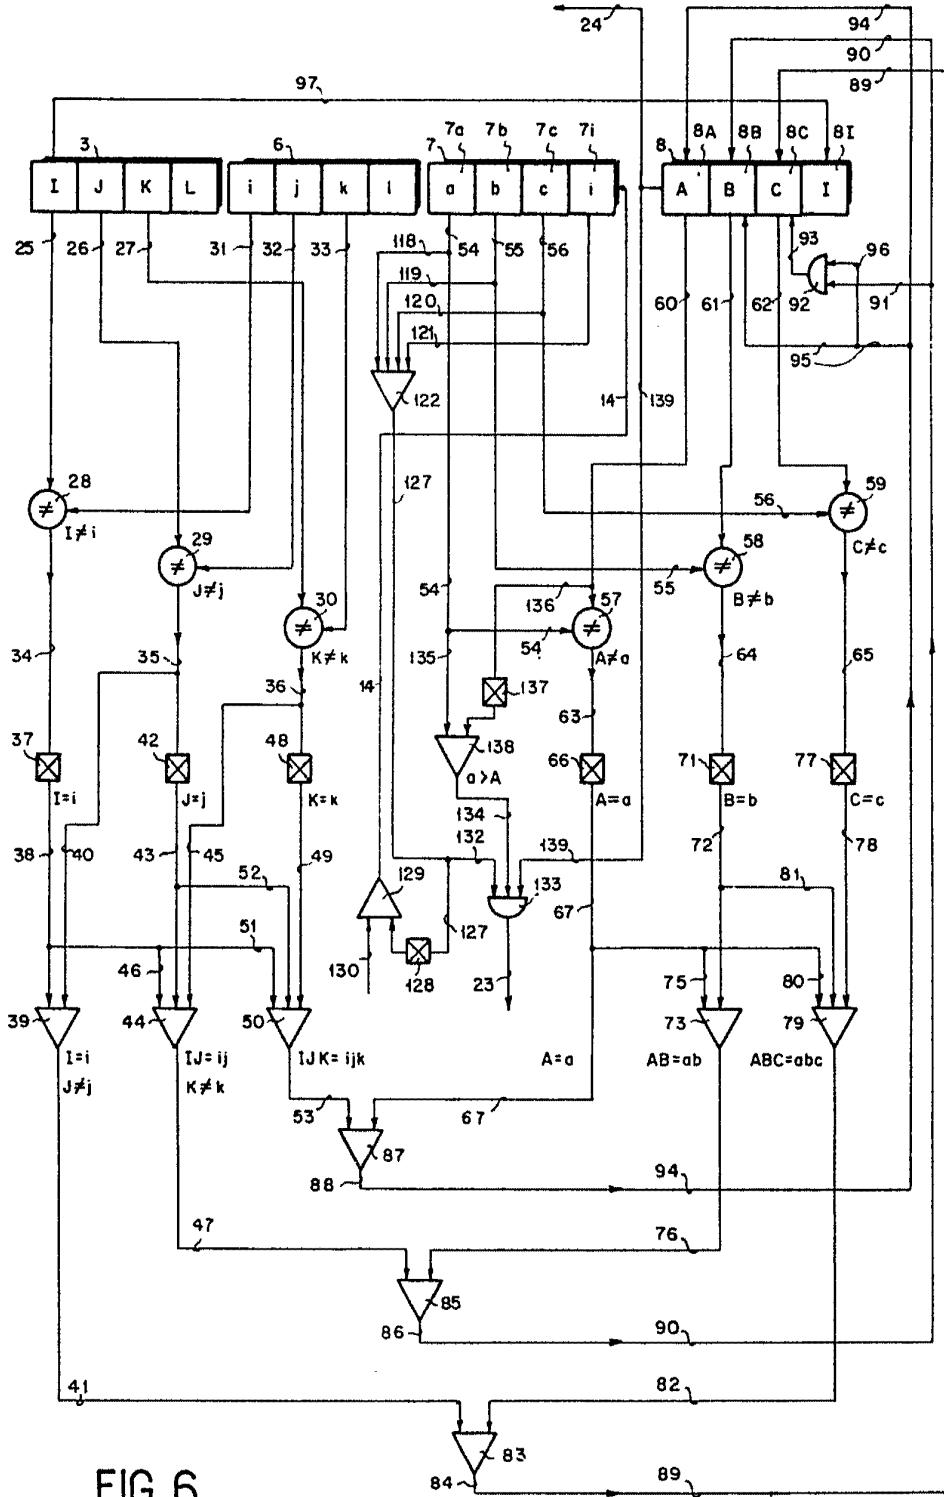 24
94
90
89
97
3
6
7
7a
7b
7c
7i
8
8A
8B
8C
8I
I J K L
i j k l
a b c i
A B C I
25 26 27 31 32 33
118 54 55 56
119
120
121
60 61 62
93
96
92
91
95
122
14
139
127
28
I≠i
29
J≠j
30
K≠k
56
59
C≠c
58
B≠b
55
54
136
57
54
A≠a
135
34
35
36
14
137
63
64
65
37
I=i
42
J=j
48
K=k
138
a>A
66
A=a
71
B=b
77
C=c
134
38 40 43 45 49
132
139
72
78
52
129
133
81
51
127
67
46
130
128
23
75
80
39
44
50
73
79
I=i
J≠j
IJ=ij
K≠k
IJK=ijk
A=a
AB=ab
ABC=abc
53
67
87
88
94
47
76
85
86
90
41
82
83
84
89
FIG 6